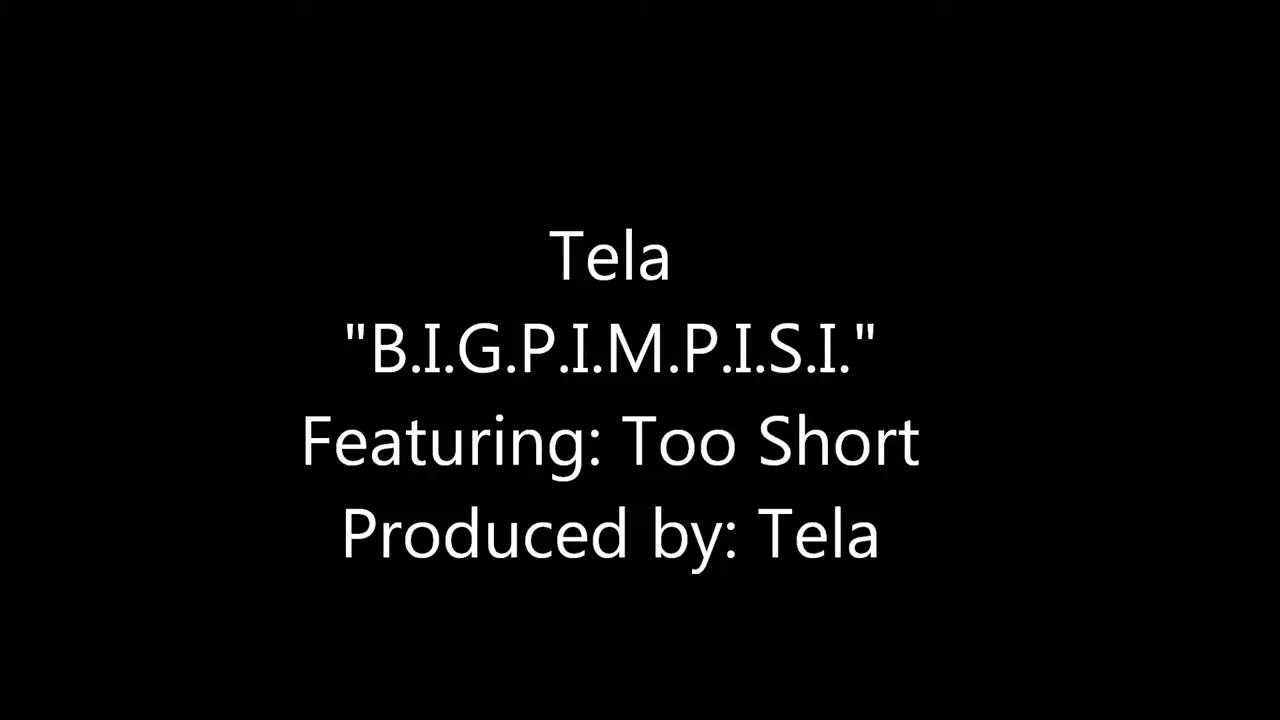 Tela
"B.I.G.P.I.M.P.I.S.I."
Featuring: Too Short
Produced by: Tela